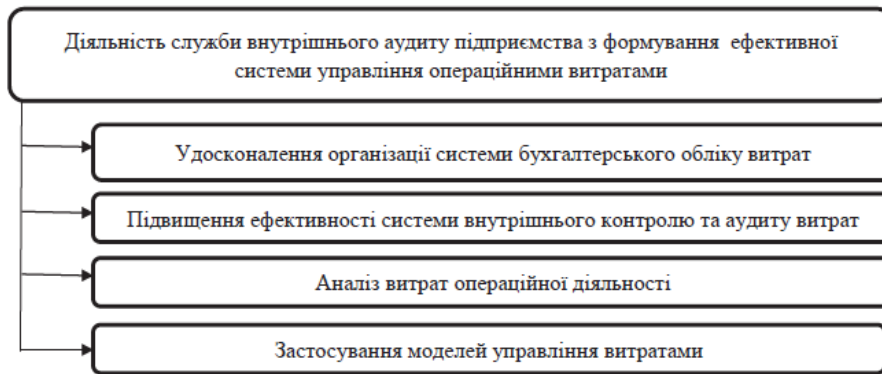 Діяльність служби внутрішнього аудиту підприємства з формування ефективної
системи управління операційними витратами
Удосконалення організації системи бухгалтерського обліку витрат
Підвищення ефективності системи внутрішнього контролю та аудиту витрат
Аналіз витрат операційної діяльності
Застосування моделей управління витратами